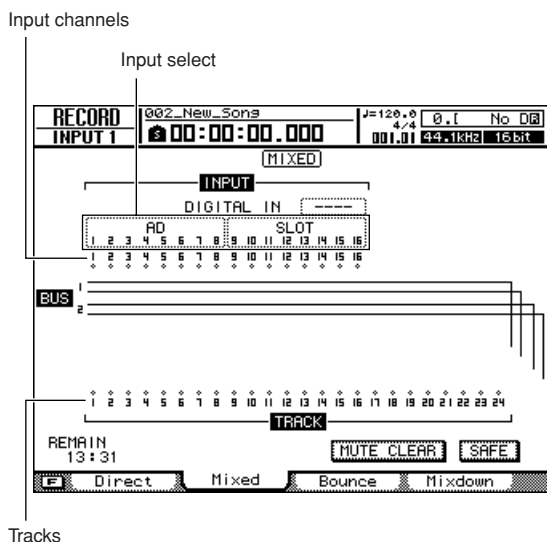 Input channels
Input select
RECORD
INPUT 1
002_New_Song
S 00:00:00.000
♩=120.0
4/4
001.01
0.[ No D
44.1kHz 16bit
MIXED
INPUT
DIGITAL IN ----
AD SLOT
1 2 3 4 5 6 7 8 9 10 11 12 13 14 15 16
1 2 3 4 5 6 7 8 9 10 11 12 13 14 15 16
BUS
1
2
1 2 3 4 5 6 7 8 9 10 11 12 13 14 15 16 17 18 19 20 21 22 23 24
TRACK
REMAIN
13:31
MUTE CLEAR SAFE
F Direct Mixed Bounce Mixdown
Tracks